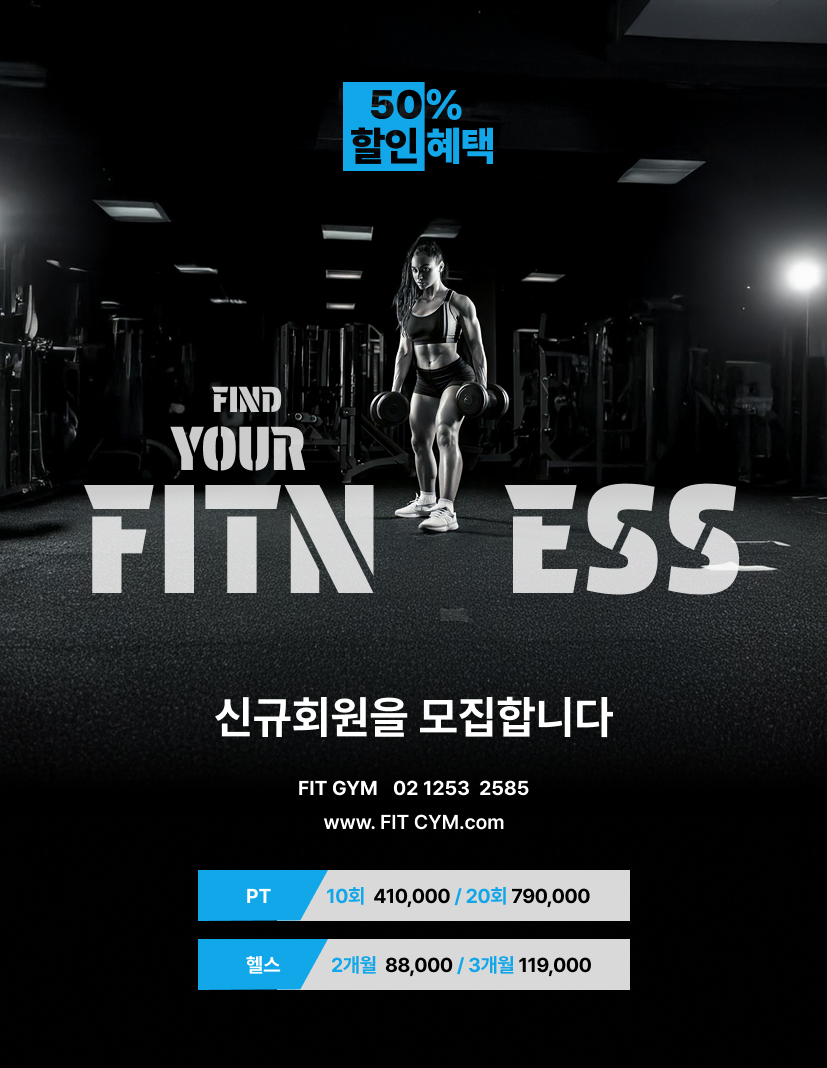 50%
할인혜택
FIND
YOUR
FITN ESS
신규회원을 모집합니다
FIT GYM 02 1253 2585
www. FIT CYM.com
PT 10회 410,000 / 20회 790,000
헬스 2개월 88,000 / 3개월 119,000